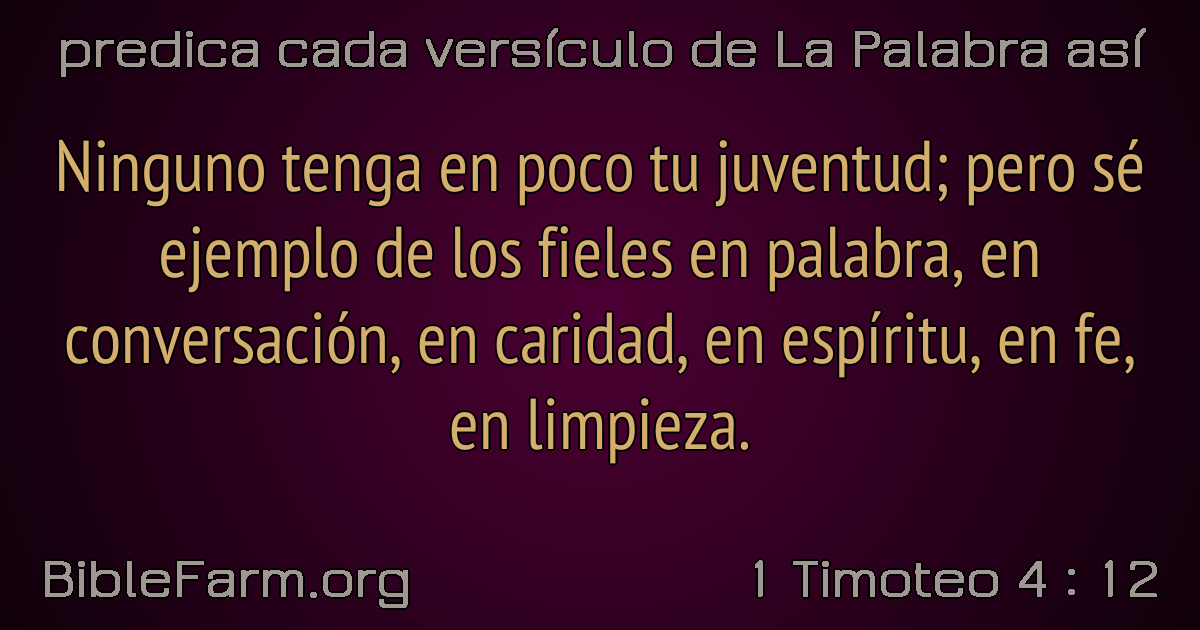 predica cada versículo de La Palabra así
Ninguno tenga en poco tu juventud; pero sé
ejemplo de los fieles en palabra, en
conversación, en caridad, en espíritu, en fe,
en limpieza.
BibleFarm.org
1 Timoteo 4 : 12